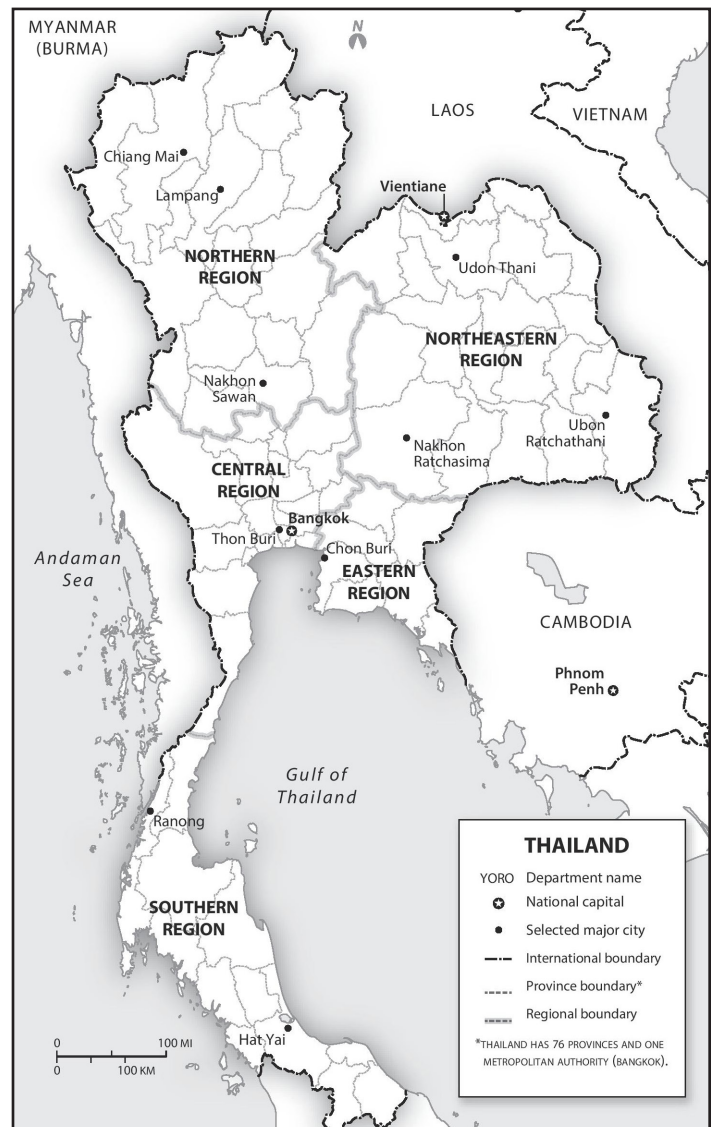 MYANMAR
(BURMA)
N
LAOS
VIETNAM
Chiang Mai
Vientiane
Lampang
NORTHERN
REGION
Udon Thani
NORTHEASTERN
REGION
Nakhon
Sawan
Ubon
Ratchathani
Nakhon
Ratchasima
CENTRAL
REGION
Bangkok
Thon Buri
Chon Buri
Andaman
Sea
EASTERN
REGION
CAMBODIA
Phnom
Penh
Gulf of
Thailand
Ranong
SOUTHERN
REGION
Hat Yai
0 100 MI
0 100 KM
THAILAND
YORO Department name
National capital
Selected major city
International boundary
Province boundary*
Regional boundary
*THAILAND HAS 76 PROVINCES AND ONE
METROPOLITAN AUTHORITY (BANGKOK).